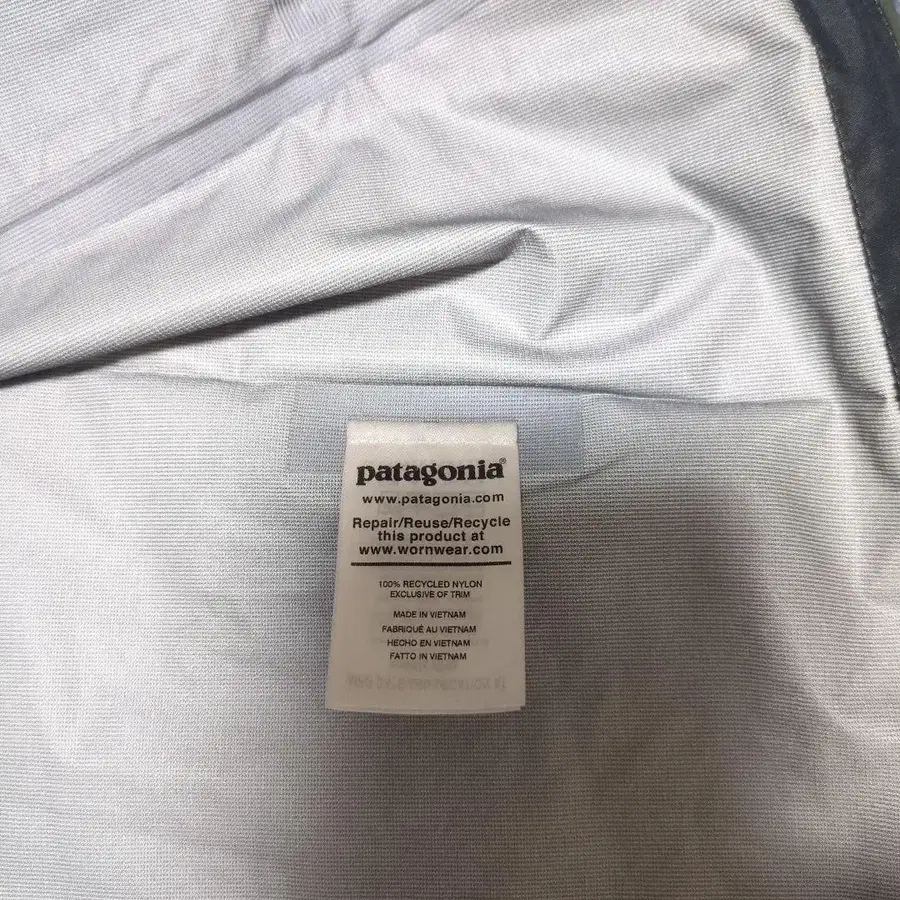 patagonia®
www.patagonia.com
Repair/Reuse/Recycle
this product at
www.wornwear.com
100% RECYCLED NYLON
EXCLUSIVE OF TRIM
MADE IN VIETNAM
FABRIQUÉ AU VIETNAM
HECHO EN VIETNAM
FATTO IN VIETNAM